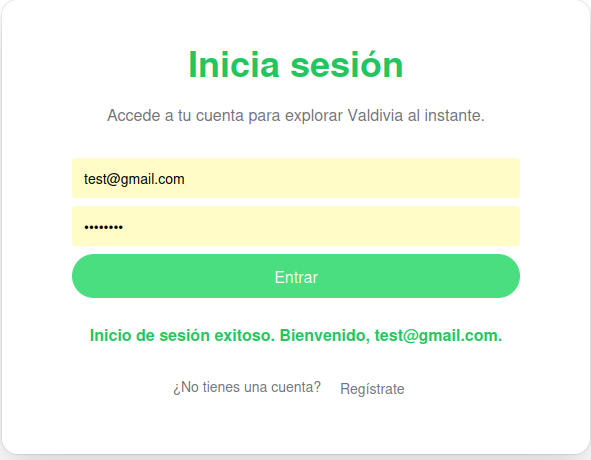 Inicia sesión
Accede a tu cuenta para explorar Valdivia al instante.
test@gmail.com
••••••••
Entrar
Inicio de sesión exitoso. Bienvenido, test@gmail.com.
¿No tienes una cuenta? Regístrate